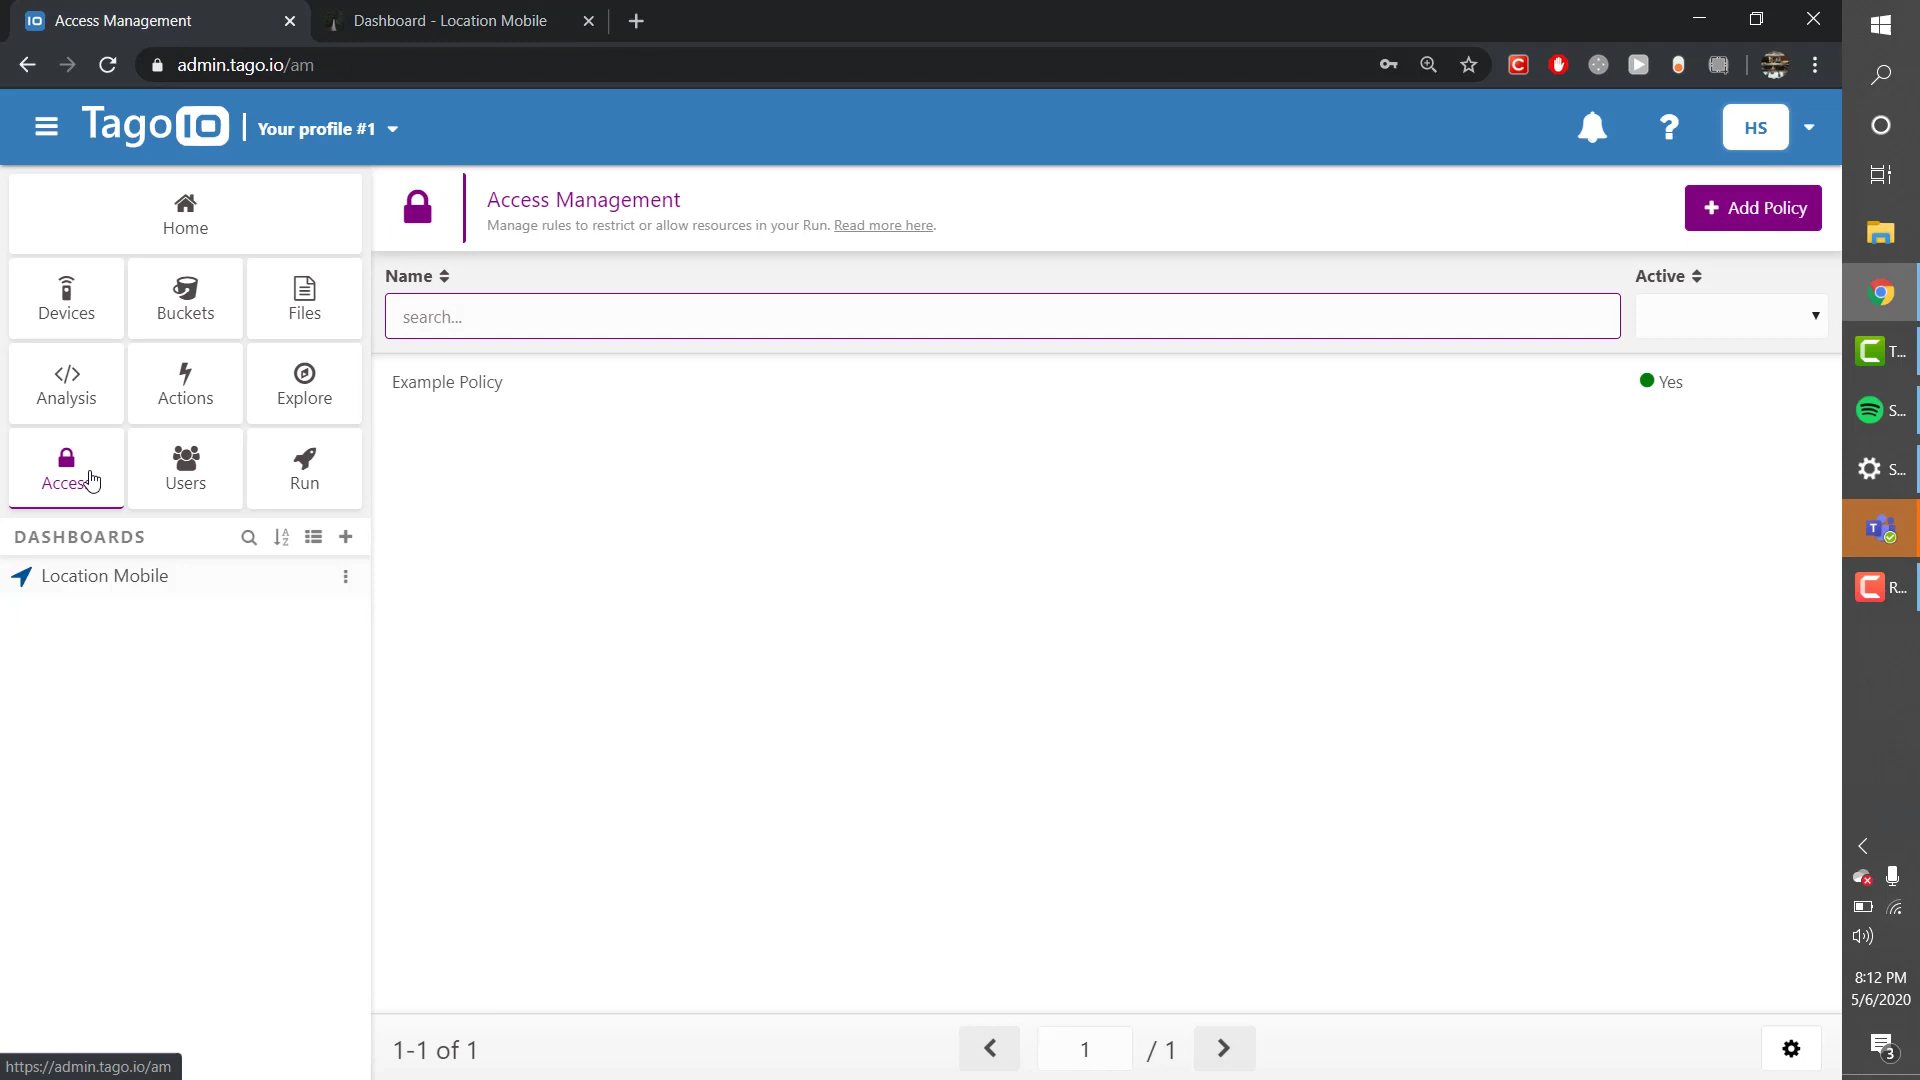 Access Management
Dashboard - Location Mobile
admin.tago.io/am
Tago IO
Your profile #1
HS
Home
Devices
Buckets
Files
Analysis
Actions
Explore
Access
Users
Run
DASHBOARDS
Location Mobile
Access Management
Manage rules to restrict or allow resources in your Run. Read more here.
Add Policy
Name
Active
search...
Example Policy
Yes
1-1 of 1
1
/ 1
https://admin.tago.io/am
T...
S...
S...
R...
8:12 PM
5/6/2020
3